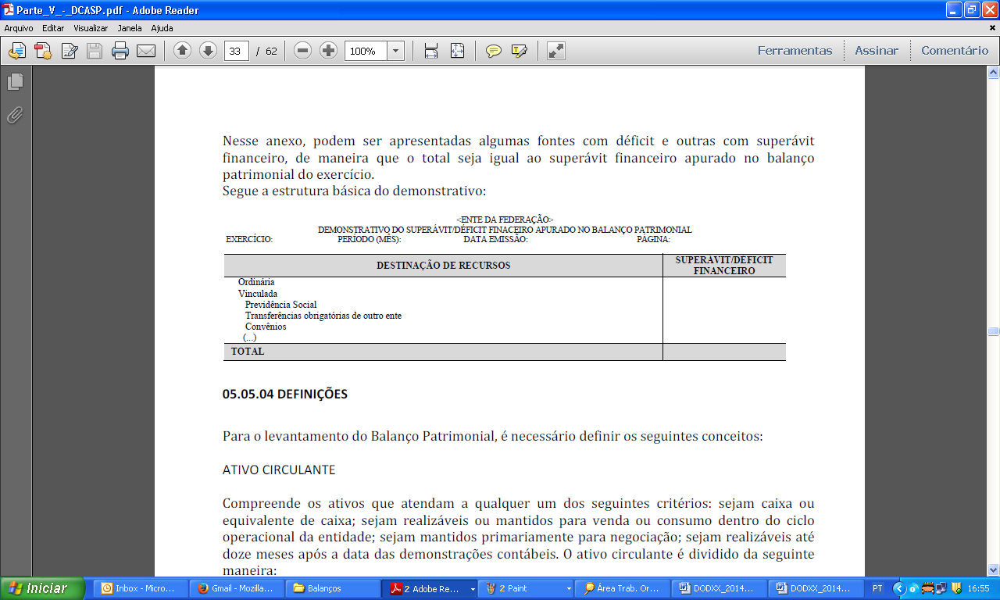 Parte_V_-_DCASP.pdf - Adobe Reader
Arquivo Editar Visualizar Janela Ajuda
33 / 62 100% Ferramentas Assinar Comentário
Nesse anexo, podem ser apresentadas algumas fontes com déficit e outras com superávit
financeiro, de maneira que o total seja igual ao superávit financeiro apurado no balanço
patrimonial do exercício.
Segue a estrutura básica do demonstrativo:
<ENTE DA FEDERAÇÃO>
DEMONSTRATIVO DO SUPERÁVIT/DÉFICIT FINACEIRO APURADO NO BALANÇO PATRIMONIAL
EXERCÍCIO: PERÍODO (MÊS): DATA EMISSÃO: PÁGINA:
DESTINAÇÃO DE RECURSOS SUPERÁVIT/DÉFICIT
FINANCEIRO
Ordinária
Vinculada
Previdência Social
Transferências obrigatórias de outro ente
Convênios
(...)
TOTAL
05.05.04 DEFINIÇÕES
Para o levantamento do Balanço Patrimonial, é necessário definir os seguintes conceitos:
ATIVO CIRCULANTE
Compreende os ativos que atendam a qualquer um dos seguintes critérios: sejam caixa ou
equivalente de caixa; sejam realizáveis ou mantidos para venda ou consumo dentro do ciclo
operacional da entidade; sejam mantidos primariamente para negociação; sejam realizáveis até
doze meses após a data das demonstrações contábeis. O ativo circulante é dividido da seguinte
maneira:
Iniciar Inbox - Micro... Gmail - Mozilla... Balanços 2 Adobe Re... 2 Paint Área Trab. Or... DODXX_2014... DODXX_2014... PT 16:55